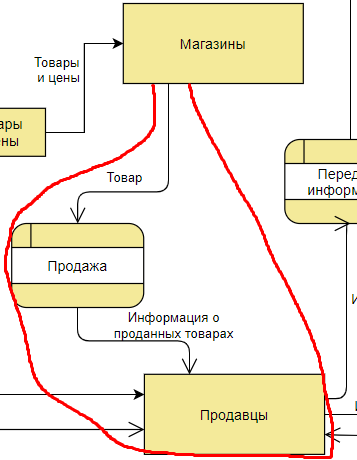 Магазины
Товары
и цены
Товар
Продажа
Информация о
проданных товарах
Продавцы